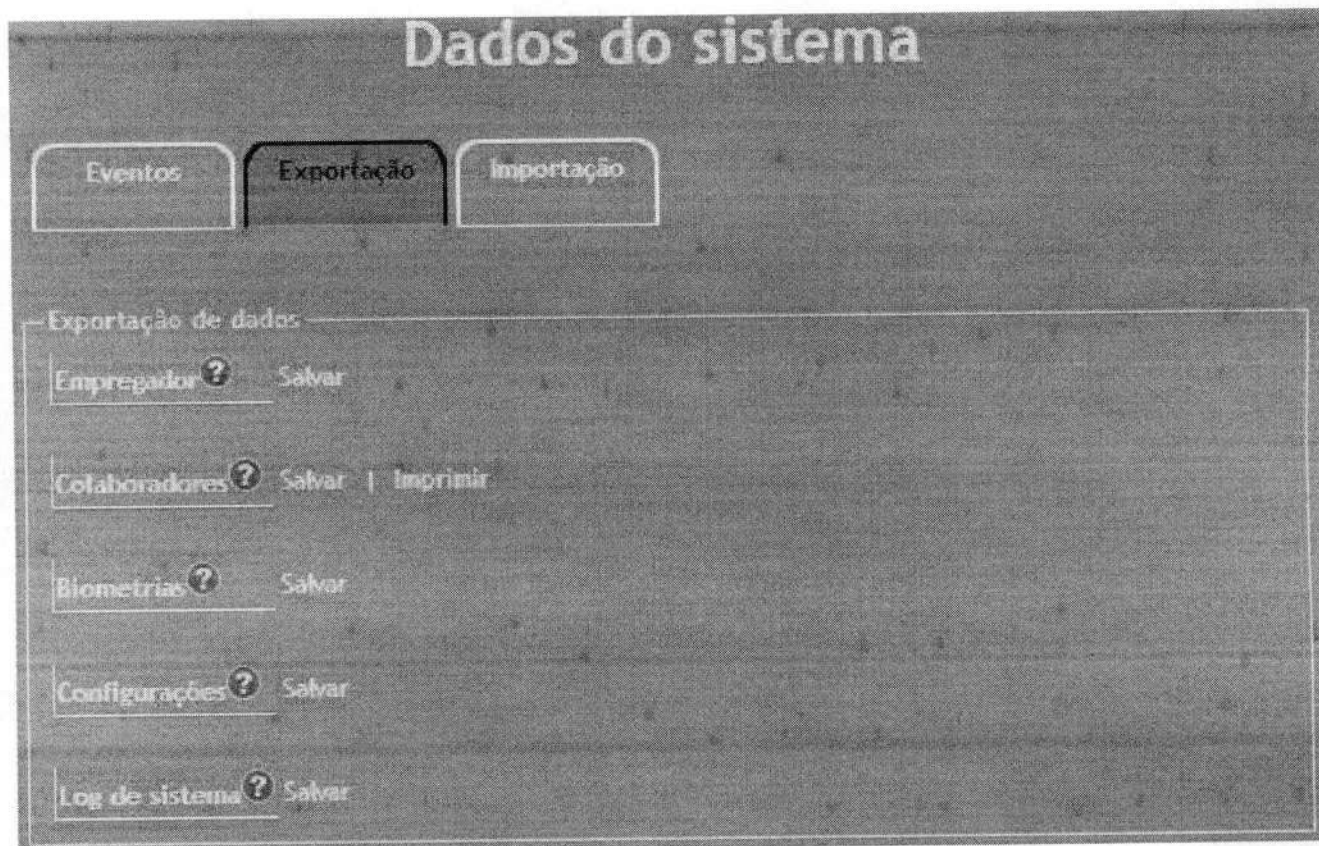 Dados do sistema
Eventos Exportação Importação
Exportação de dados
Empregador ? Salvar
Colaboradores ? Salvar | Imprimir
Biometrias ? Salvar
Configurações ? Salvar
Log de sistema ? Salvar